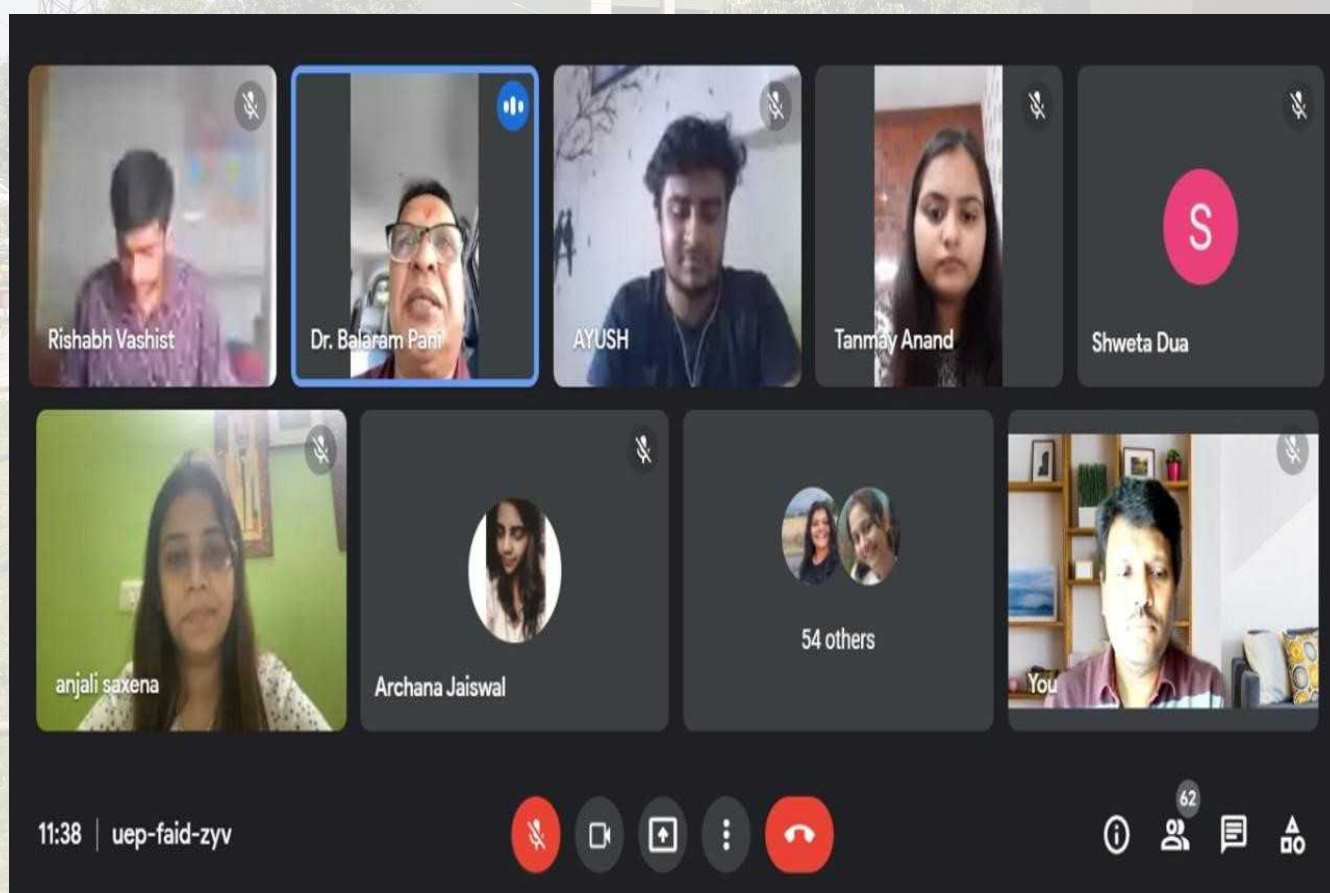 Rishabh Vashist
Dr. Balaram Pani
AYUSH
Tanmay Anand
S
Shweta Dua
anjali saxena
Archana Jaiswal
54 others
You
62
11:38 | uep-faid-zyv